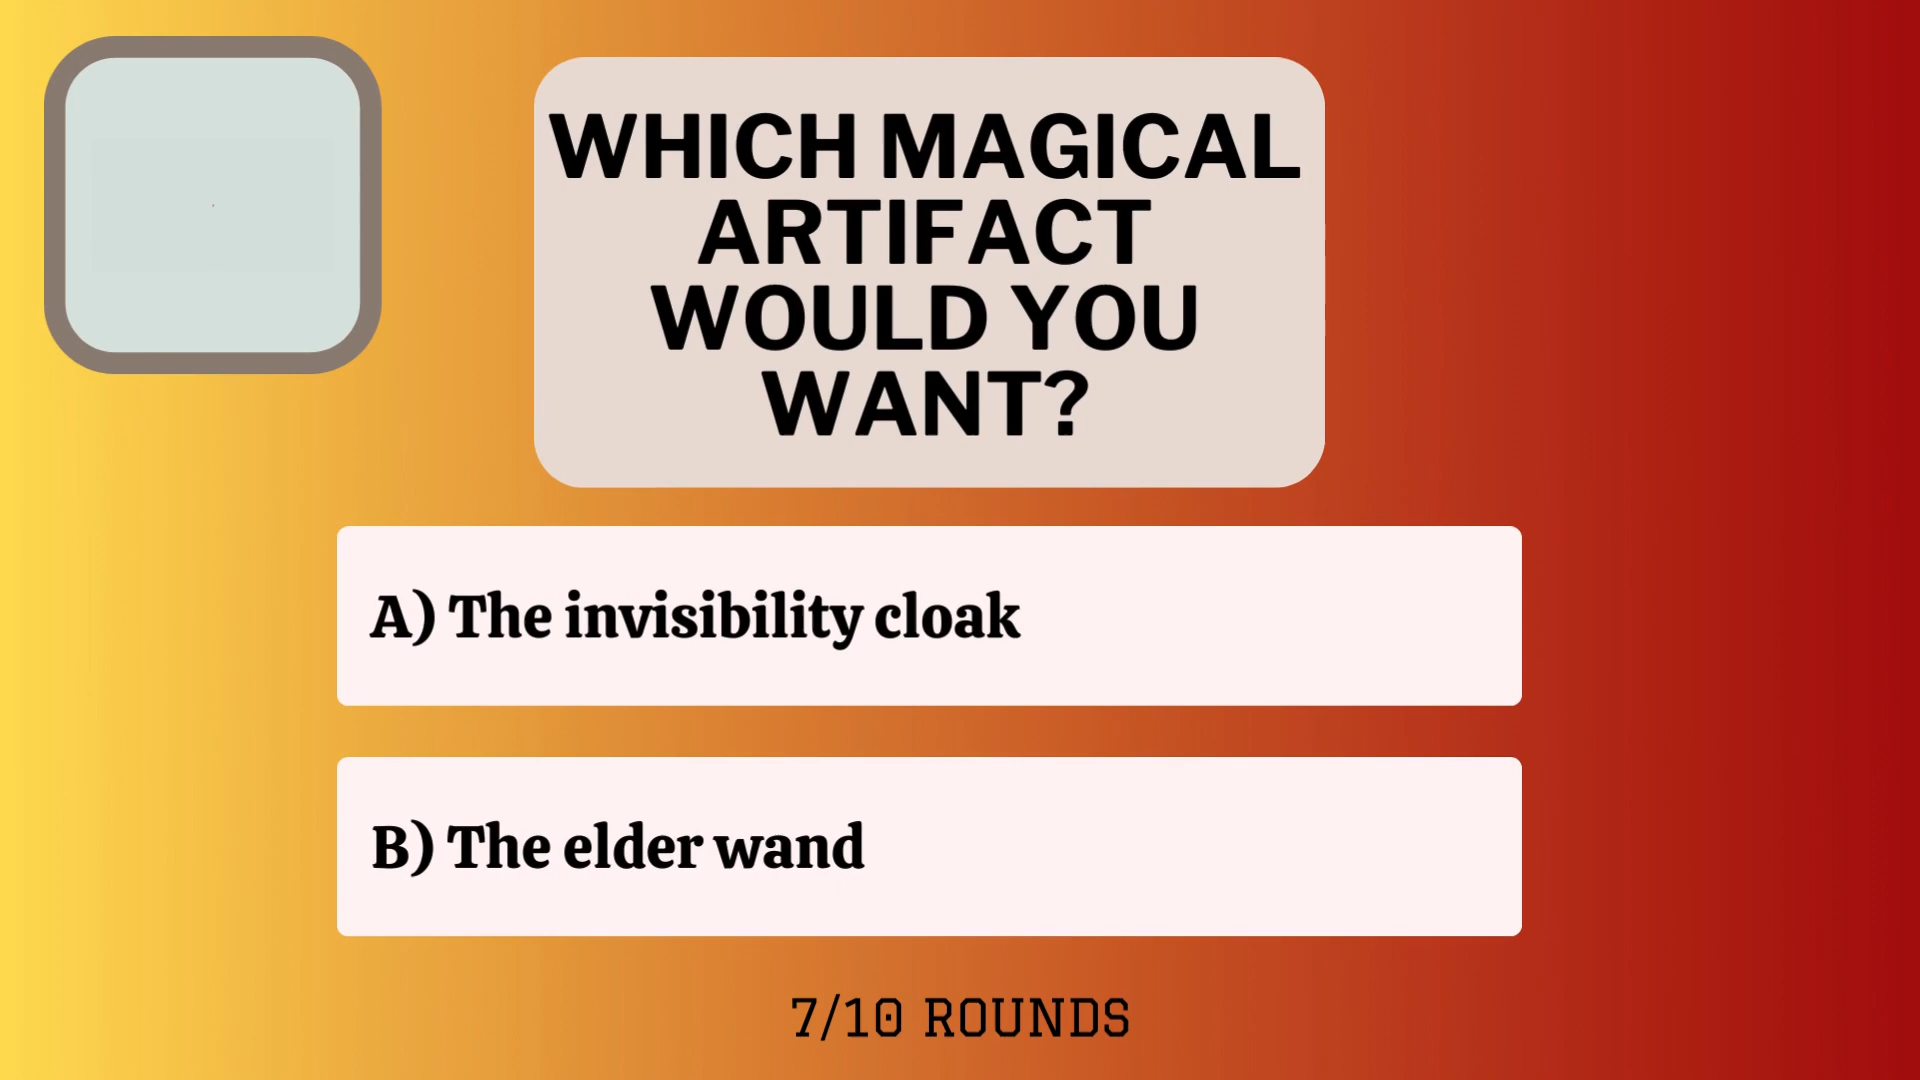 WHICH MAGICAL
ARTIFACT
WOULD YOU
WANT?
A) The invisibility cloak
B) The elder wand
7/10 ROUNDS